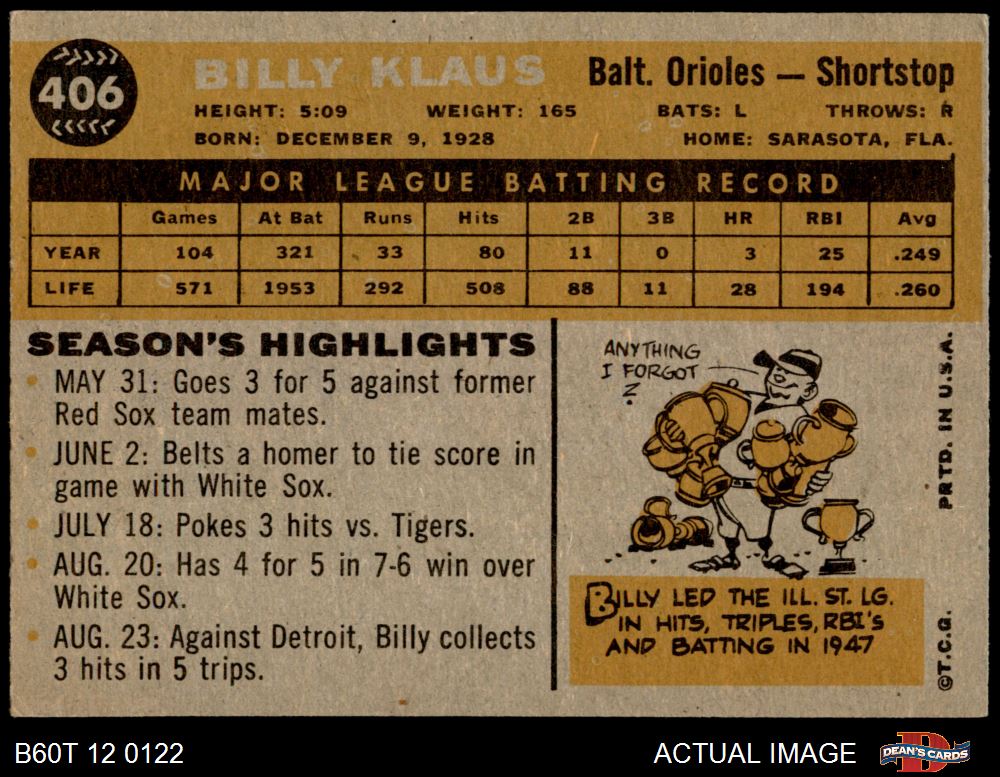 406
BILLY KLAUS
Balt. Orioles — Shortstop
HEIGHT: 5:09 WEIGHT: 165 BATS: L THROWS: R
BORN: DECEMBER 9, 1928 HOME: SARASOTA, FLA.
MAJOR LEAGUE BATTING RECORD
Games At Bat Runs Hits 2B 3B HR RBI Avg
YEAR 104 321 33 80 11 0 3 25 .249
LIFE 571 1953 292 508 88 11 28 194 .260
SEASON'S HIGHLIGHTS
• MAY 31: Goes 3 for 5 against former
Red Sox team mates.
• JUNE 2: Belts a homer to tie score in
game with White Sox.
• JULY 18: Pokes 3 hits vs. Tigers.
• AUG. 20: Has 4 for 5 in 7-6 win over
White Sox.
• AUG. 23: Against Detroit, Billy collects
3 hits in 5 trips.
ANYTHING
I FORGOT
?
BILLY LED THE ILL. ST. LG.
IN HITS, TRIPLES, RBI'S
AND BATTING IN 1947
PRTD. IN U.S.A.
©T.C.G.
B60T 12 0122
ACTUAL IMAGE
D
DEAN'S CARDS